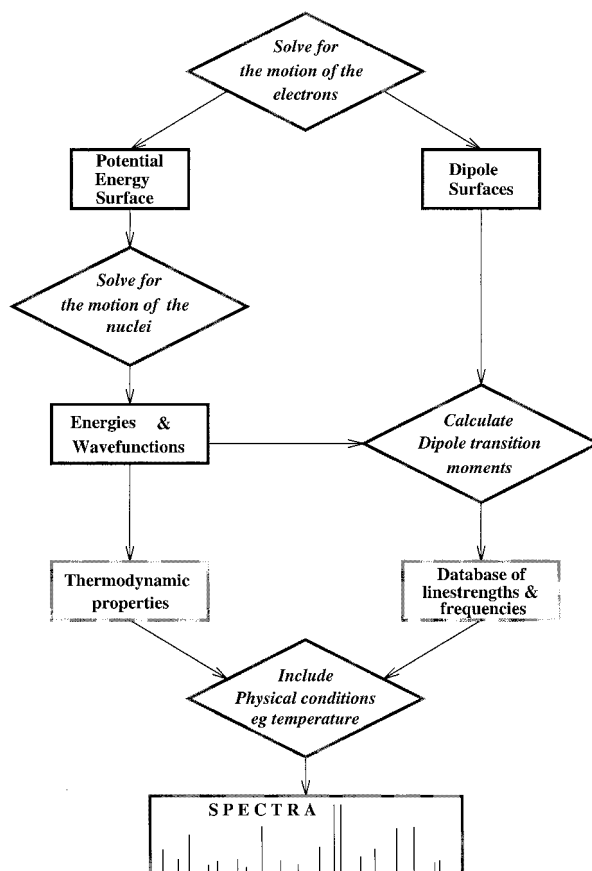 Solve for
the motion of the
electrons
Potential
Energy
Surface
Dipole
Surfaces
Solve for
the motion of the
nuclei
Energies &
Wavefunctions
Calculate
Dipole transition
moments
Thermodynamic
properties
Database of
linestrengths &
frequencies
Include
Physical conditions
eg temperature
SPECTRA